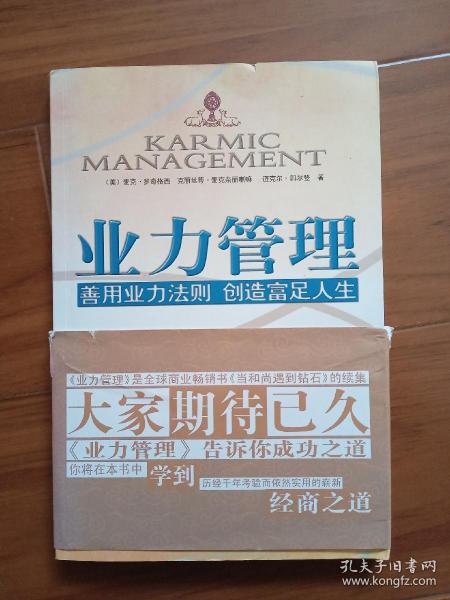 KARMIC
MANAGEMENT
(美)麦克·罗奇格西 克丽丝蒂·麦克奈丽喇嘛 迈克尔·戈尔登 著
业力管理
善用业力法则 创造富足人生
《业力管理》是全球商业畅销书《当和尚遇到钻石》的续集
大家期待已久
《业力管理》告诉你成功之道
你将在本书中
学到
历经千年考验而依然实用的崭新
经商之道
孔夫子旧书网
www.kongfz.com